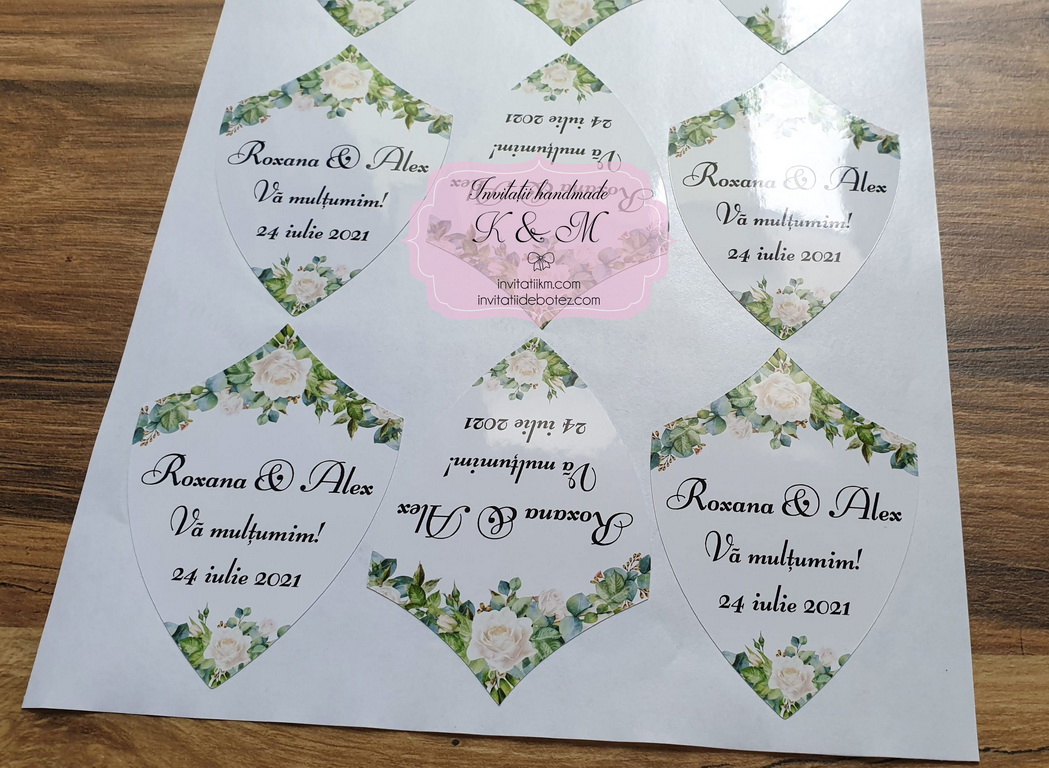 Roxana & Alex
Vă mulțumim!
24 iulie 2021
24 iulie 2021
Vă mulțumim!
Roxana & Alex
Vă mulțumim!
24 iulie 2021
Invitatii handmade
K & M
invitatiikm.com
invitatiidebotez.com
Roxana & Alex
Vă mulțumim!
24 iulie 2021
Roxana & Alex
Vă mulțumim!
24 iulie 2021
Roxana & Alex
Vă mulțumim!
24 iulie 2021